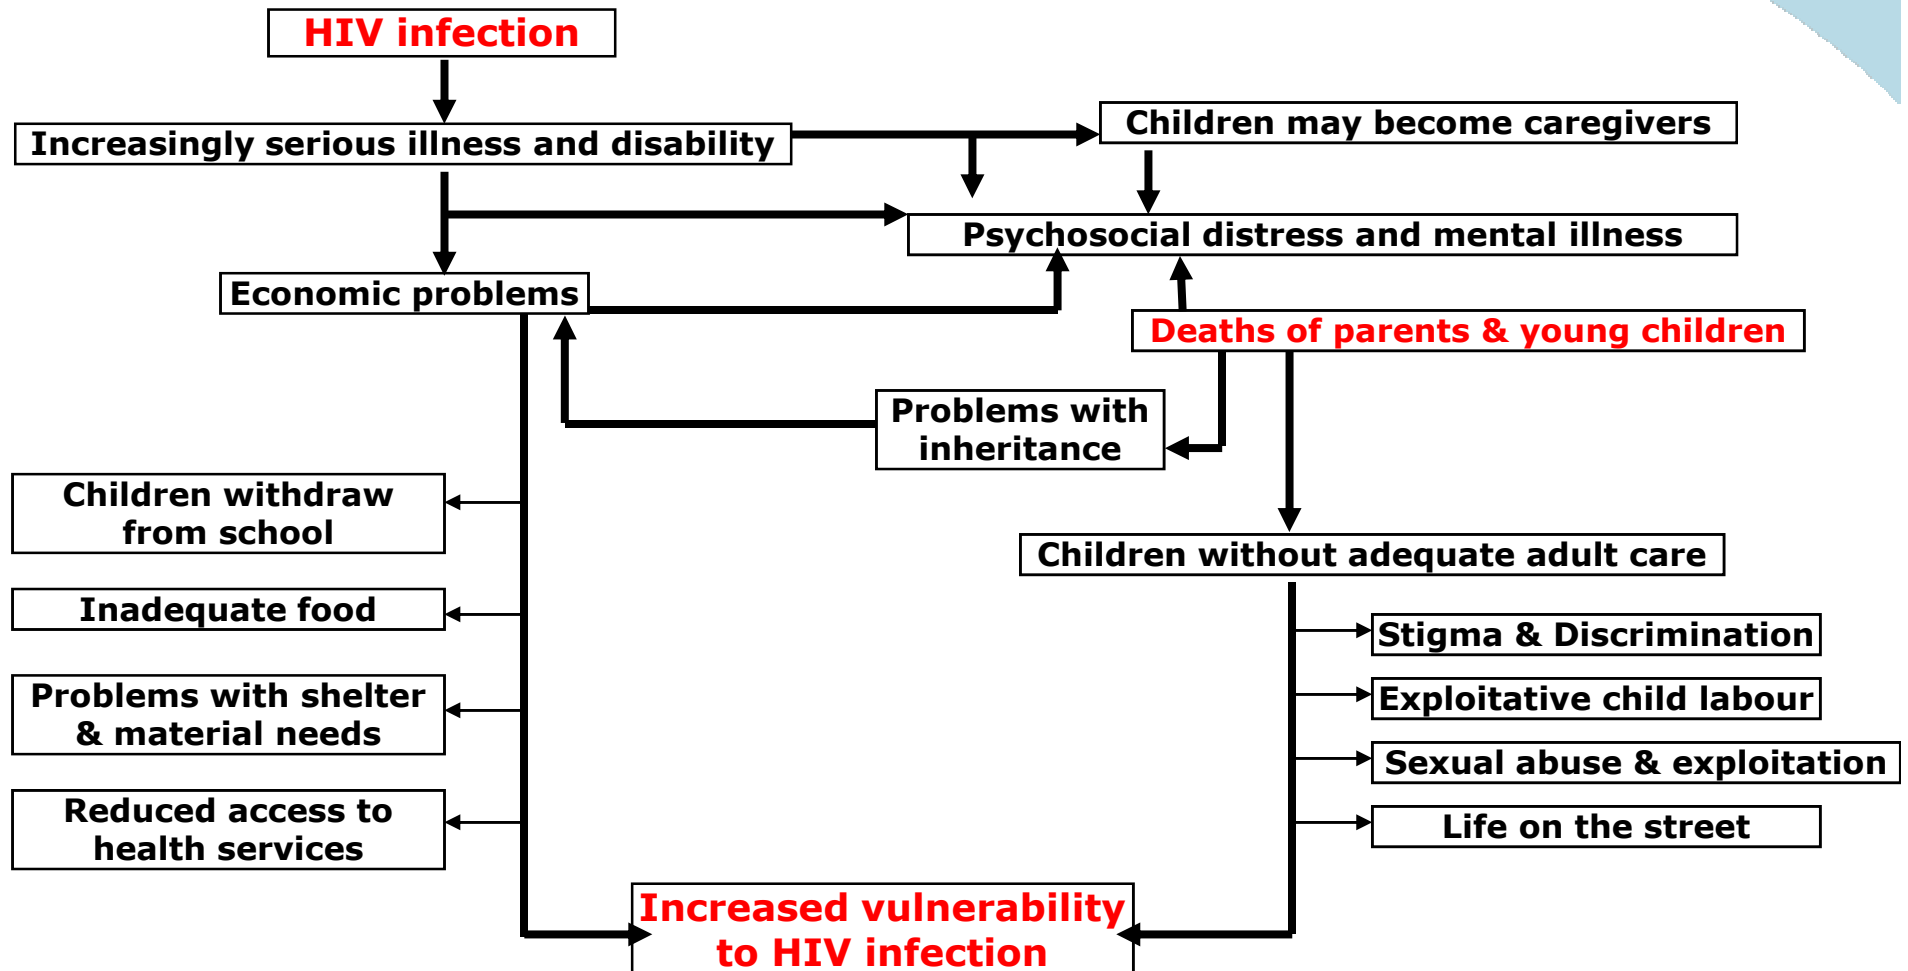 HIV infection
Increasingly serious illness and disability
Children may become caregivers
Psychosocial distress and mental illness
Economic problems
Deaths of parents & young children
Problems with
inheritance
Children withdraw
from school
Children without adequate adult care
Inadequate food
Stigma & Discrimination
Problems with shelter
& material needs
Exploitative child labour
Sexual abuse & exploitation
Reduced access to
health services
Life on the street
Increased vulnerability
to HIV infection